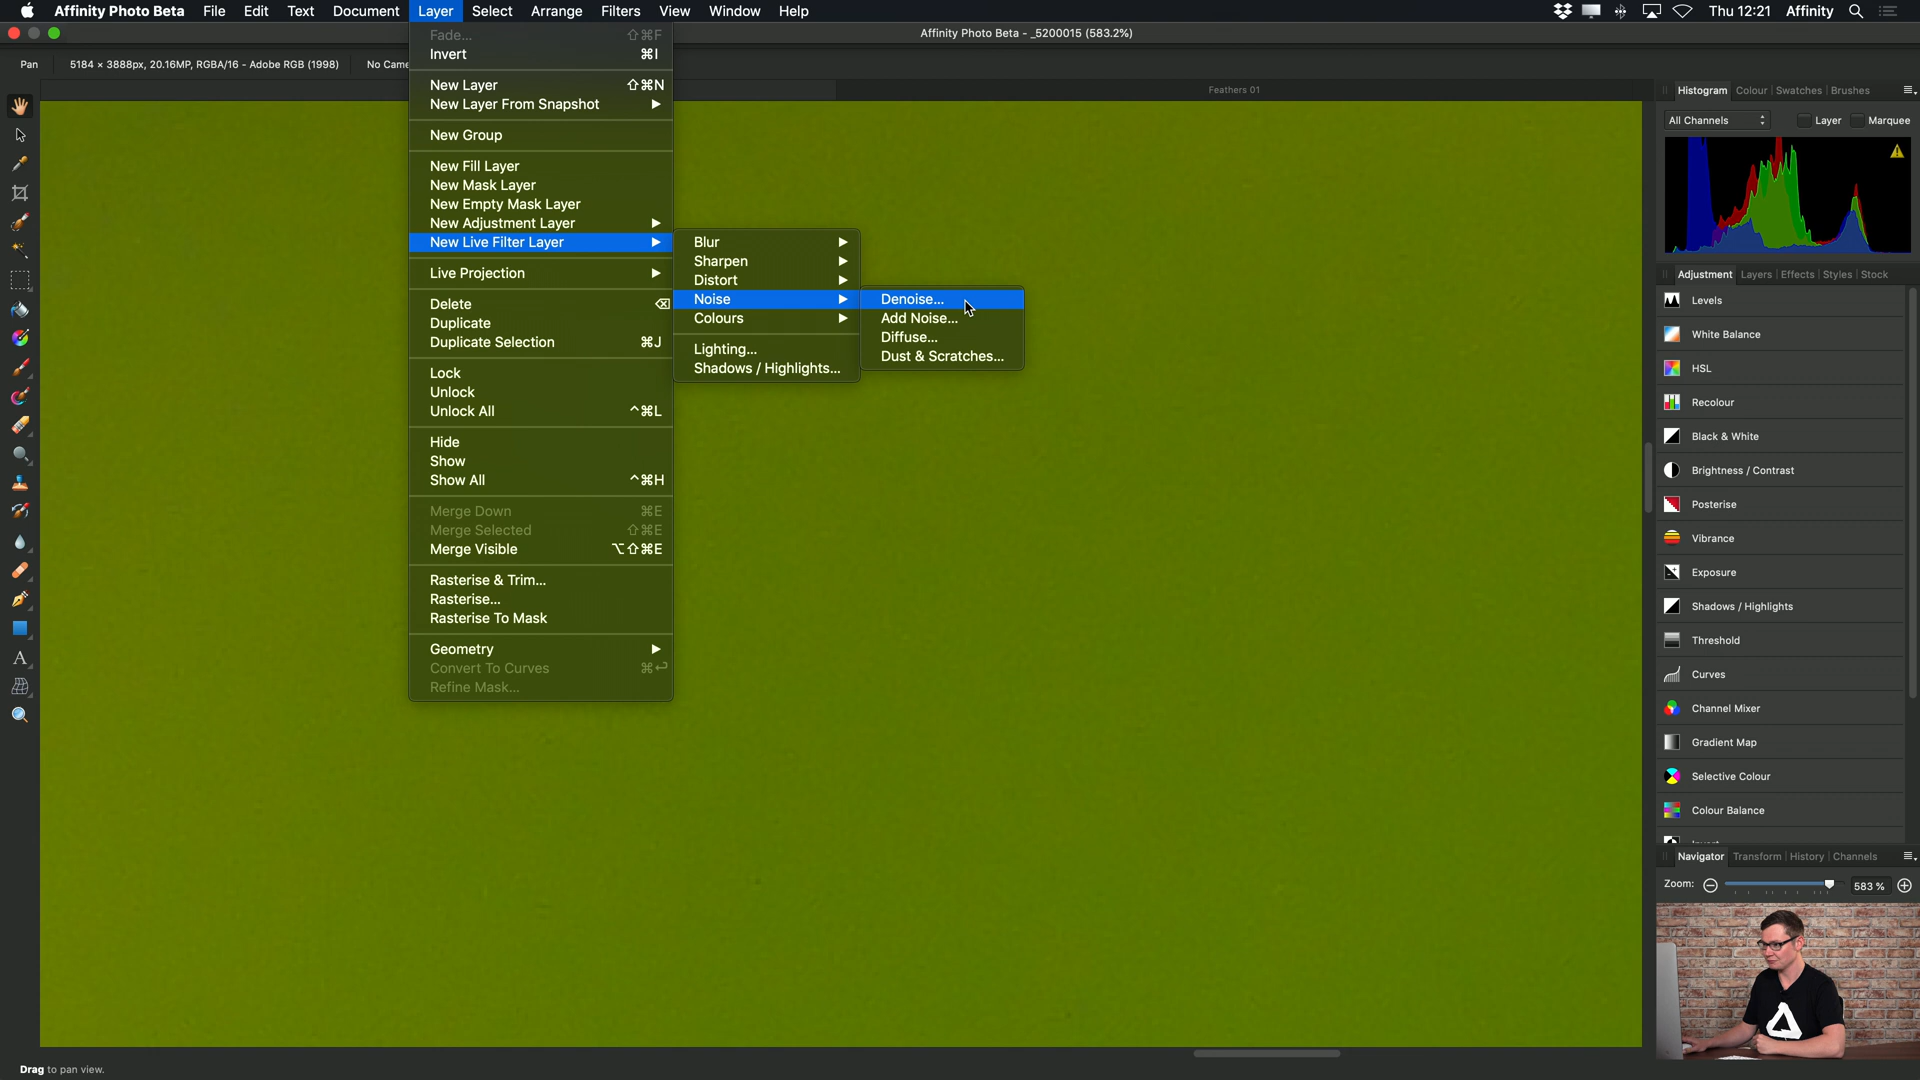 Affinity Photo Beta File Edit Text Document Layer Select Arrange Filters View Window Help Thu 12:21 Affinity
Affinity Photo Beta - _5200015 (583.2%)
Pan 5184 × 3888px, 20.16MP, RGBA/16 - Adobe RGB (1998) No Came
Feathers 01
Fade... ⇧⌘F
Invert ⌘I
New Layer ⇧⌘N
New Layer From Snapshot
New Group
New Fill Layer
New Mask Layer
New Empty Mask Layer
New Adjustment Layer
New Live Filter Layer
Live Projection
Delete ⌫
Duplicate
Duplicate Selection ⌘J
Lock
Unlock
Unlock All ^⌘L
Hide
Show
Show All ^⌘H
Merge Down ⌘E
Merge Selected ⇧⌘E
Merge Visible ⌥⇧⌘E
Rasterise & Trim...
Rasterise...
Rasterise To Mask
Geometry
Convert To Curves ⌘↩
Refine Mask...
Blur
Sharpen
Distort
Noise
Colours
Lighting...
Shadows / Highlights...
Denoise...
Add Noise...
Diffuse...
Dust & Scratches...
Histogram Colour Swatches Brushes
All Channels Layer Marquee
Adjustment Layers Effects Styles Stock
Levels
White Balance
HSL
Recolour
Black & White
Brightness / Contrast
Posterise
Vibrance
Exposure
Shadows / Highlights
Threshold
Curves
Channel Mixer
Gradient Map
Selective Colour
Colour Balance
Navigator Transform History Channels
Zoom: 583 %
Drag to pan view.